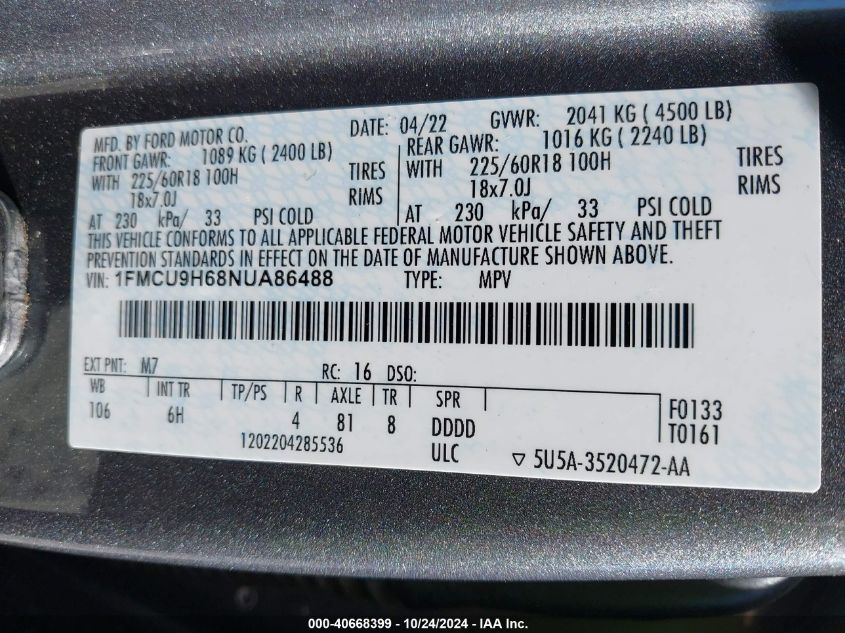 MFD. BY FORD MOTOR CO. DATE: 04/22 GVWR: 2041 KG ( 4500 LB)
FRONT GAWR: 1089 KG ( 2400 LB) REAR GAWR: 1016 KG ( 2240 LB)
WITH 225/60R18 100H TIRES WITH 225/60R18 100H TIRES
18x7.0J RIMS 18x7.0J RIMS
AT 230 kPa/ 33 PSI COLD AT 230 kPa/ 33 PSI COLD
THIS VEHICLE CONFORMS TO ALL APPLICABLE FEDERAL MOTOR VEHICLE SAFETY AND THEFT
PREVENTION STANDARDS IN EFFECT ON THE DATE OF MANUFACTURE SHOWN ABOVE.
VIN: 1FMCU9H68NUA86488 TYPE: MPV
EXT PNT: M7 RC: 16 DSO:
WB INT TR TP/PS R AXLE TR SPR
106 6H 4 81 8 DDDD F0133
1202204285536 ULC T0161
▽ 5U5A-3520472-AA
000-40668399 - 10/24/2024 - IAA Inc.